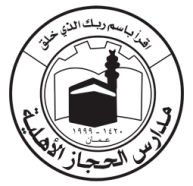 اقرأ باسم ربك الذي خلق
١٤٢٠ - ١٩٩٩
عمان
مدارس الحجاز الأهلية